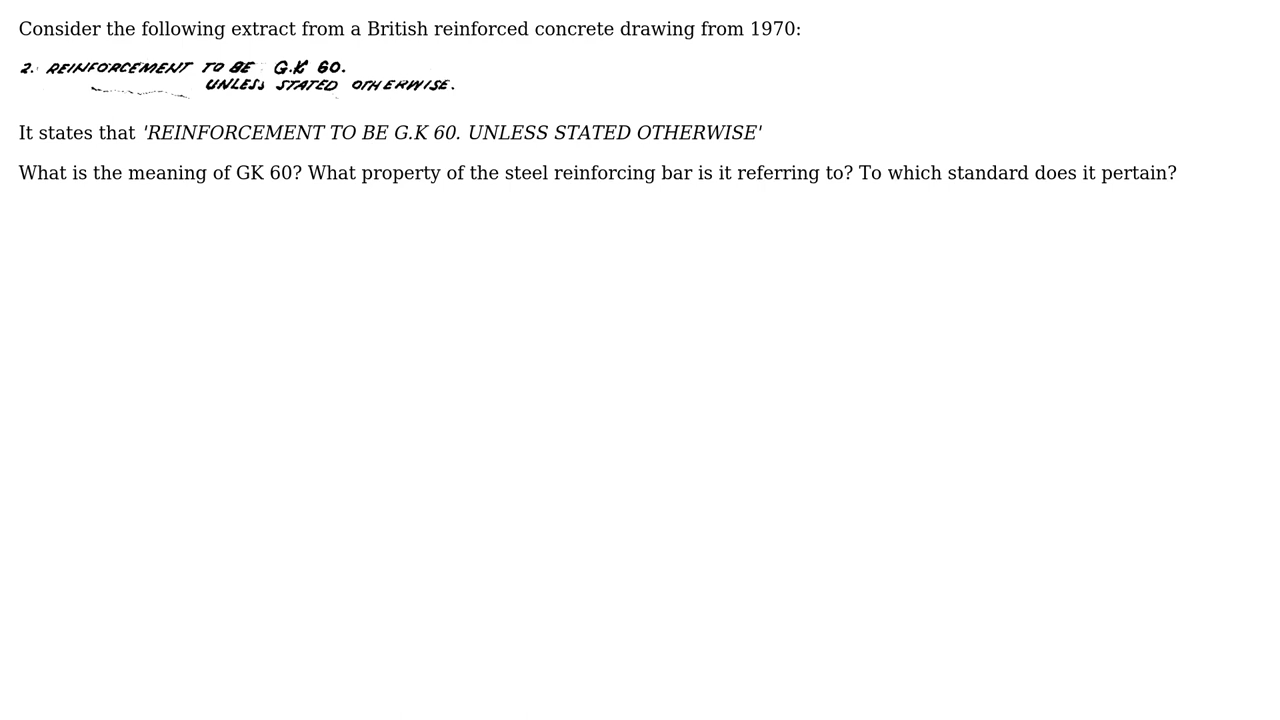 Consider the following extract from a British reinforced concrete drawing from 1970:
2. REINFORCEMENT TO BE G.K 60.
UNLESS STATED OTHERWISE.
It states that 'REINFORCEMENT TO BE G.K 60. UNLESS STATED OTHERWISE'
What is the meaning of GK 60? What property of the steel reinforcing bar is it referring to? To which standard does it pertain?